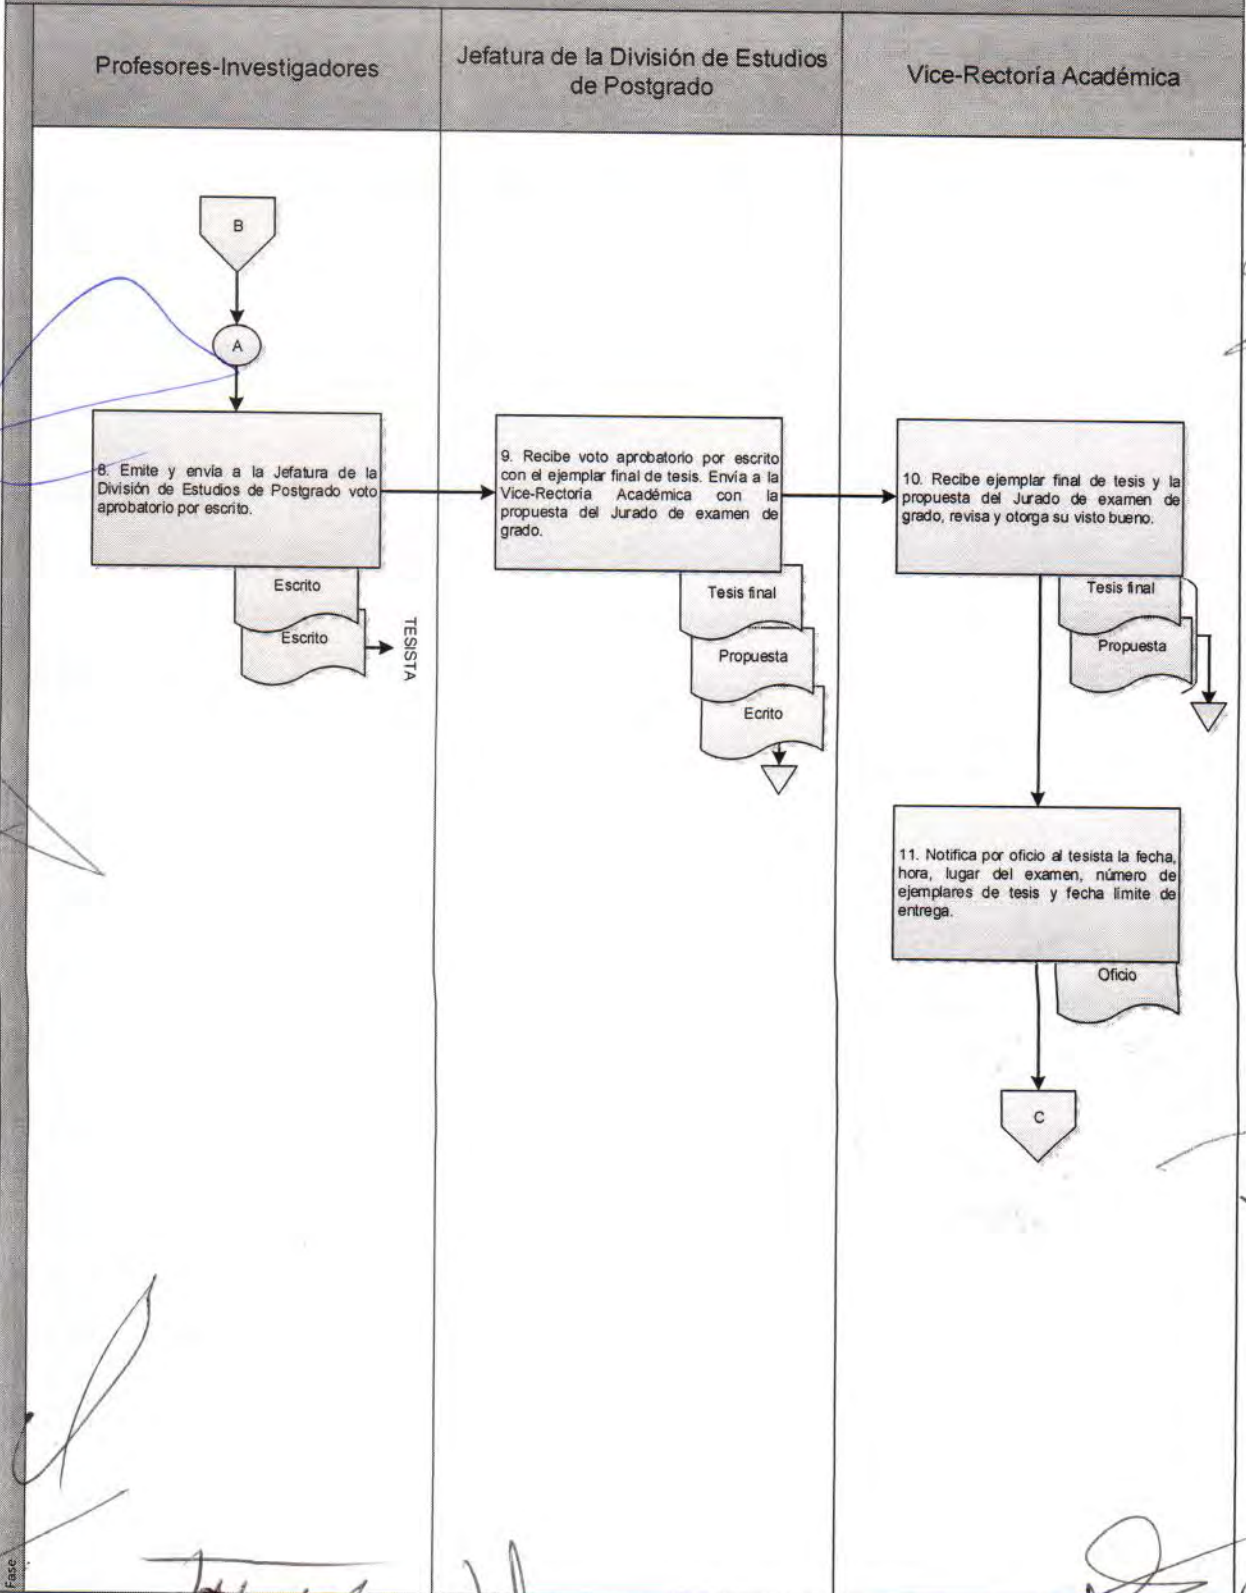 Profesores-Investigadores
Jefatura de la División de Estudios
de Postgrado
Vice-Rectoría Académica
B
A
8. Emite y envía a la Jefatura de la
División de Estudios de Postgrado voto
aprobatorio por escrito.
Escrito
Escrito
TESISTA
9. Recibe voto aprobatorio por escrito
con el ejemplar final de tesis. Envía a la
Vice-Rectoría Académica con la
propuesta del Jurado de examen de
grado.
Tesis final
Propuesta
Ecrito
10. Recibe ejemplar final de tesis y la
propuesta del Jurado de examen de
grado, revisa y otorga su visto bueno.
Tesis final
Propuesta
11. Notifica por oficio al tesista la fecha,
hora, lugar del examen, número de
ejemplares de tesis y fecha límite de
entrega.
Oficio
C
Fase